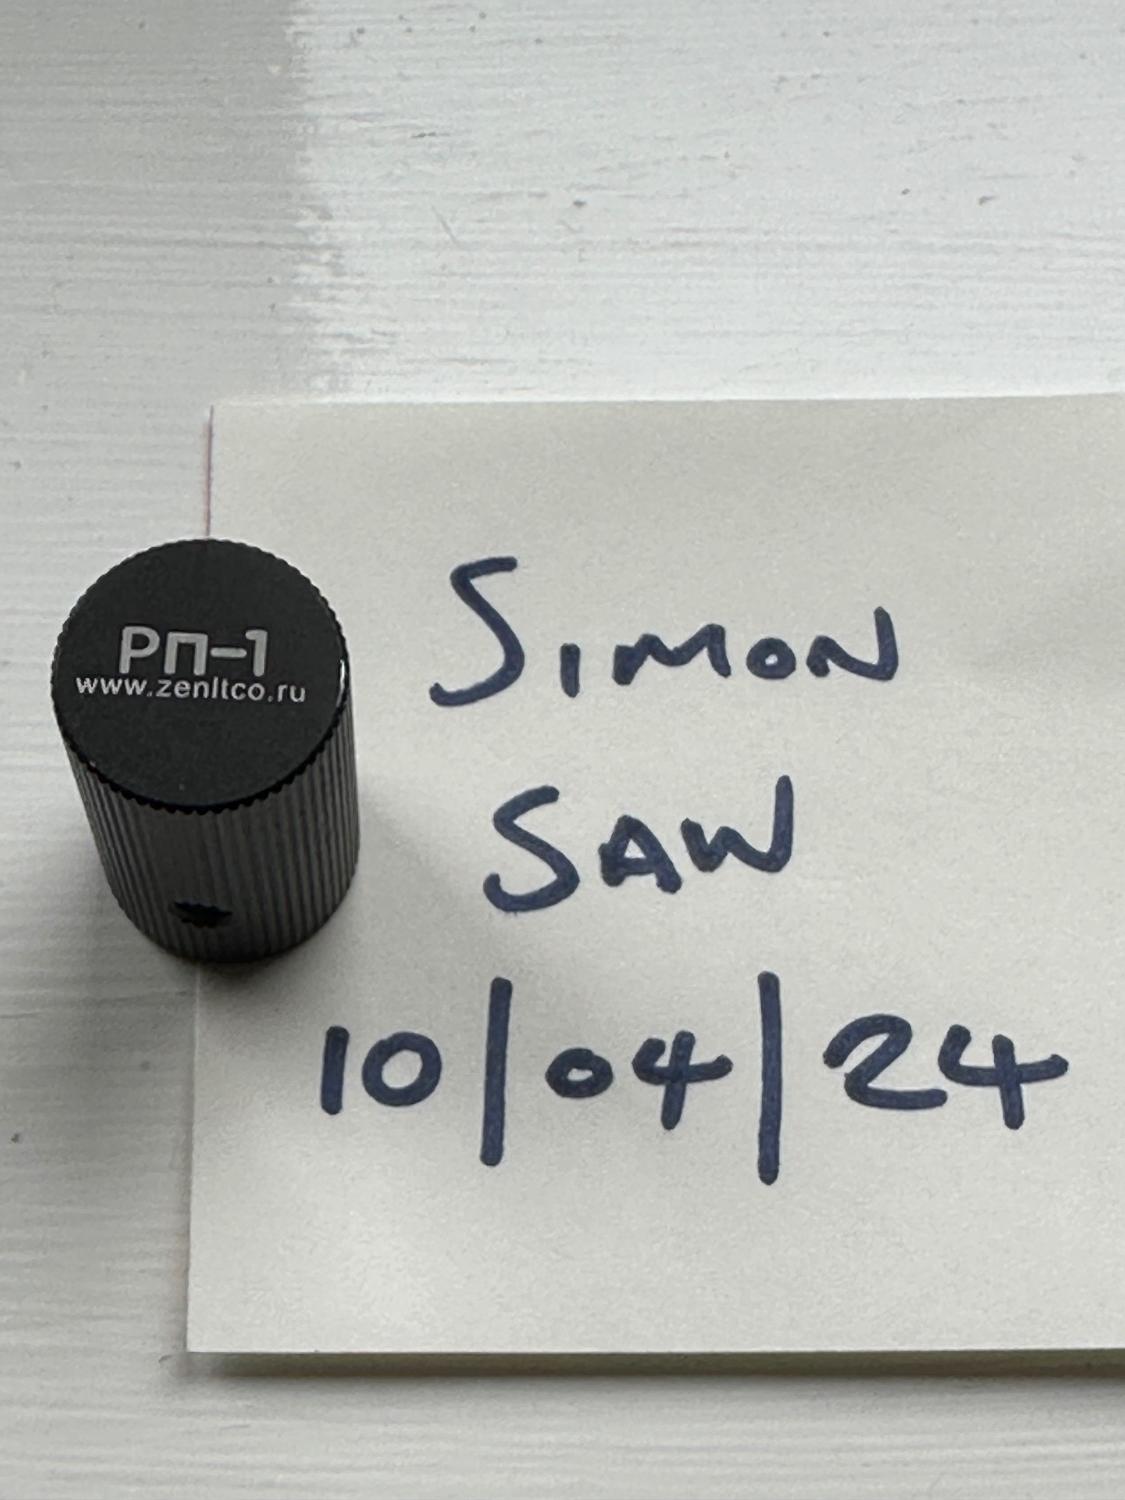 РП-1
www.zenitco.ru
SIMON
SAW
10/04/24